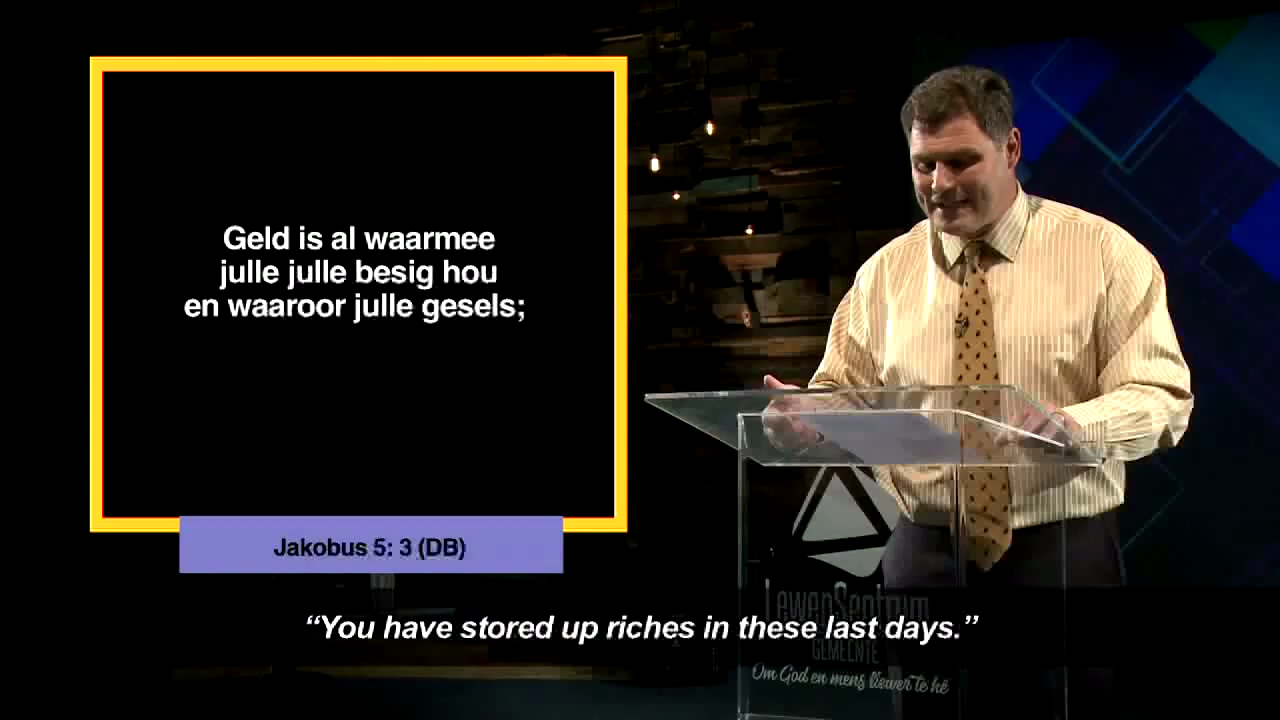 Geld is al waarmee
julle julle besig hou
en waaroor julle gesels;
Jakobus 5: 3 (DB)
“You have stored up riches in these last days.”
LewenSentrum
GEMEENTE
Om God en mens liewer te hê